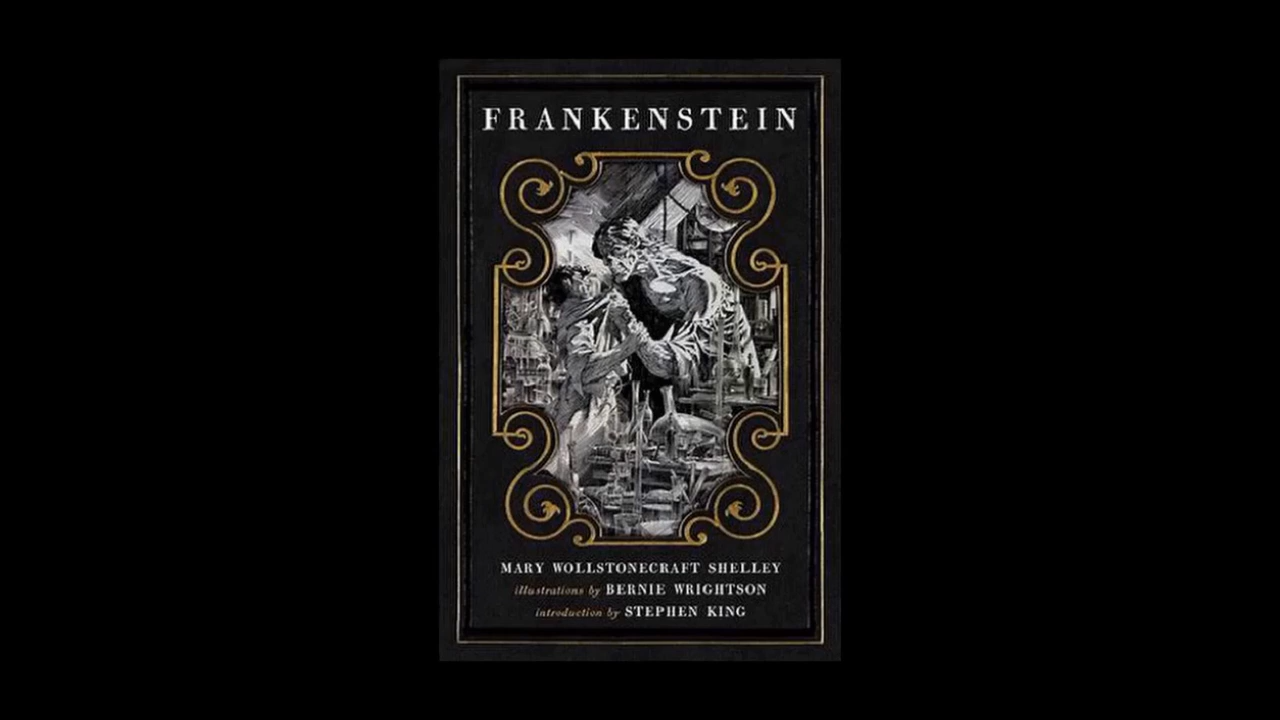 FRANKENSTEIN
MARY WOLLSTONECRAFT SHELLEY
illustrations by BERNIE WRIGHTSON
introduction by STEPHEN KING